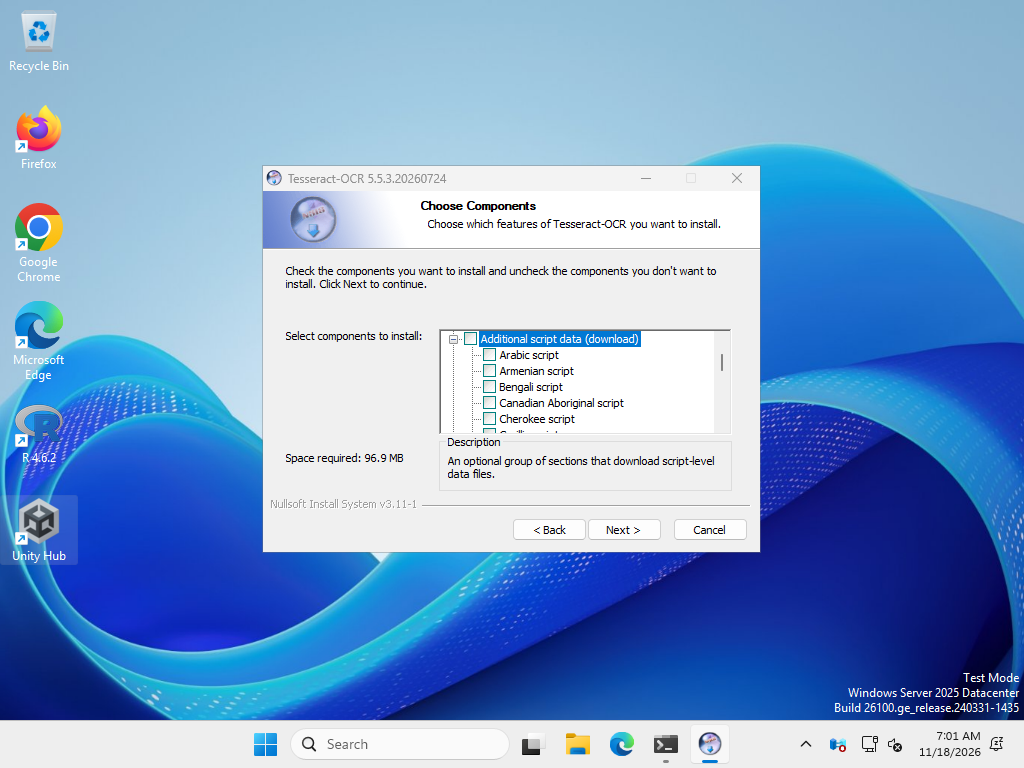 Recycle Bin
Firefox
Google
Chrome
Microsoft
Edge
R 4.6.2
Unity Hub
Tesseract-OCR 5.5.3.20260724
Choose Components
Choose which features of Tesseract-OCR you want to install.
Check the components you want to install and uncheck the components you don't want to
install. Click Next to continue.
Select components to install:
Additional script data (download)
Arabic script
Armenian script
Bengali script
Canadian Aboriginal script
Cherokee script
Space required: 96.9 MB
Description
An optional group of sections that download script-level
data files.
Nullsoft Install System v3.11-1
< Back
Next >
Cancel
Test Mode
Windows Server 2025 Datacenter
Build 26100.ge_release.240331-1435
Search
7:01 AM
11/18/2026